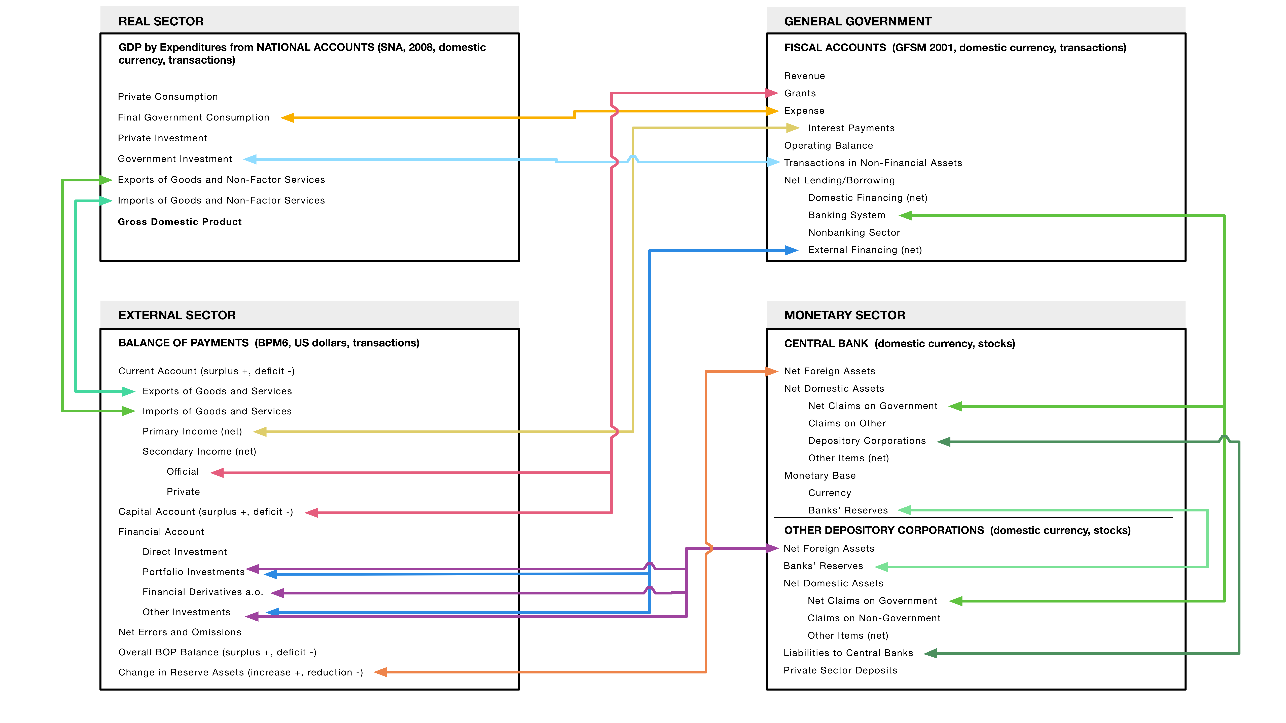 REAL SECTOR
GDP by Expenditures from NATIONAL ACCOUNTS (SNA, 2008, domestic
currency, transactions)
Private Consumption
Final Government Consumption
Private Investment
Government Investment
Exports of Goods and Non-Factor Services
Imports of Goods and Non-Factor Services
Gross Domestic Product
GENERAL GOVERNMENT
FISCAL ACCOUNTS (GFSM 2001, domestic currency, transactions)
Revenue
Grants
Expense
Interest Payments
Operating Balance
Transactions in Non-Financial Assets
Net Lending/Borrowing
Domestic Financing (net)
Banking System
Nonbanking Sector
External Financing (net)
EXTERNAL SECTOR
BALANCE OF PAYMENTS (BPM6, US dollars, transactions)
Current Account (surplus +, deficit -)
Exports of Goods and Services
Imports of Goods and Services
Primary Income (net)
Secondary Income (net)
Official
Private
Capital Account (surplus +, deficit -)
Financial Account
Direct Investment
Portfolio Investments
Financial Derivatives a.o.
Other Investments
Net Errors and Omissions
Overall BOP Balance (surplus +, deficit -)
Change in Reserve Assets (increase +, reduction -)
MONETARY SECTOR
CENTRAL BANK (domestic currency, stocks)
Net Foreign Assets
Net Domestic Assets
Net Claims on Government
Claims on Other
Depository Corporations
Other Items (net)
Monetary Base
Currency
Banks' Reserves
OTHER DEPOSITORY CORPORATIONS (domestic currency, stocks)
Net Foreign Assets
Banks' Reserves
Net Domestic Assets
Net Claims on Government
Claims on Non-Government
Other Items (net)
Liabilities to Central Banks
Private Sector Deposits